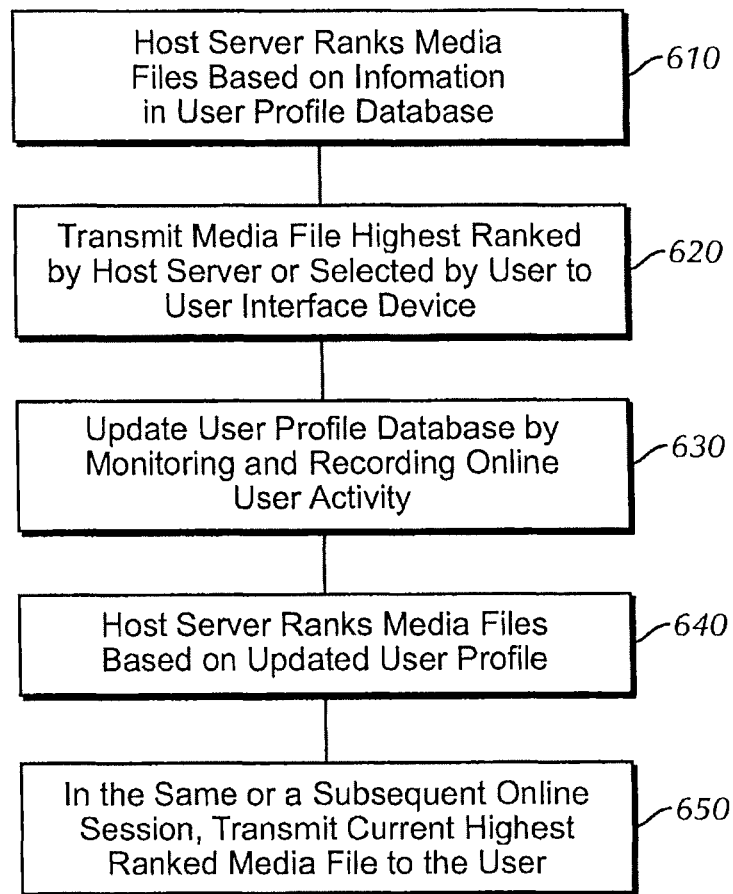 Host Server Ranks Media
Files Based on Infomation
in User Profile Database
610
Transmit Media File Highest Ranked
by Host Server or Selected by User to
User Interface Device
620
Update User Profile Database by
Monitoring and Recording Online
User Activity
630
Host Server Ranks Media Files
Based on Updated User Profile
640
In the Same or a Subsequent Online
Session, Transmit Current Highest
Ranked Media File to the User
650